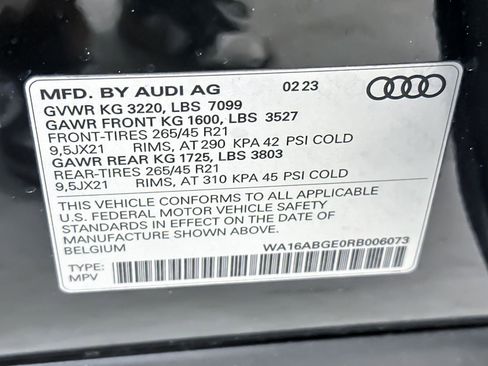 MFD. BY AUDI AG 02 23
GVWR KG 3220, LBS 7099
GAWR FRONT KG 1600, LBS 3527
FRONT-TIRES 265/45 R21
9,5JX21 RIMS, AT 290 KPA 42 PSI COLD
GAWR REAR KG 1725, LBS 3803
REAR-TIRES 265/45 R21
9,5JX21 RIMS, AT 310 KPA 45 PSI COLD
THIS VEHICLE CONFORMS TO ALL APPLICABLE
U.S. FEDERAL MOTOR VEHICLE SAFETY
STANDARDS IN EFFECT ON THE DATE OF
MANUFACTURE SHOWN ABOVE.
BELGIUM WA16ABGE0RB006073
TYPE:
MPV